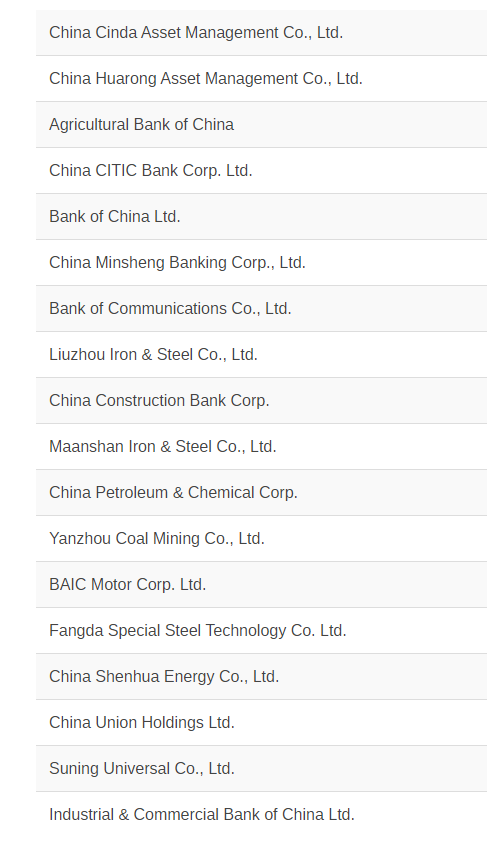 China Cinda Asset Management Co., Ltd.
China Huarong Asset Management Co., Ltd.
Agricultural Bank of China
China CITIC Bank Corp. Ltd.
Bank of China Ltd.
China Minsheng Banking Corp., Ltd.
Bank of Communications Co., Ltd.
Liuzhou Iron & Steel Co., Ltd.
China Construction Bank Corp.
Maanshan Iron & Steel Co., Ltd.
China Petroleum & Chemical Corp.
Yanzhou Coal Mining Co., Ltd.
BAIC Motor Corp. Ltd.
Fangda Special Steel Technology Co. Ltd.
China Shenhua Energy Co., Ltd.
China Union Holdings Ltd.
Suning Universal Co., Ltd.
Industrial & Commercial Bank of China Ltd.